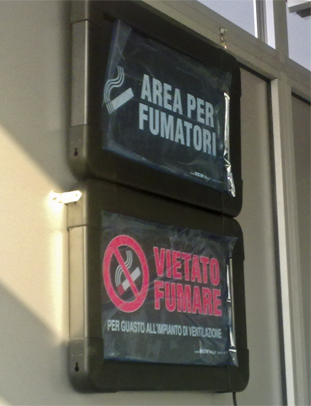 AREA PER
FUMATORI
VIETATO
FUMARE
PER GUASTO ALL'IMPIANTO DI VENTILAZIONE